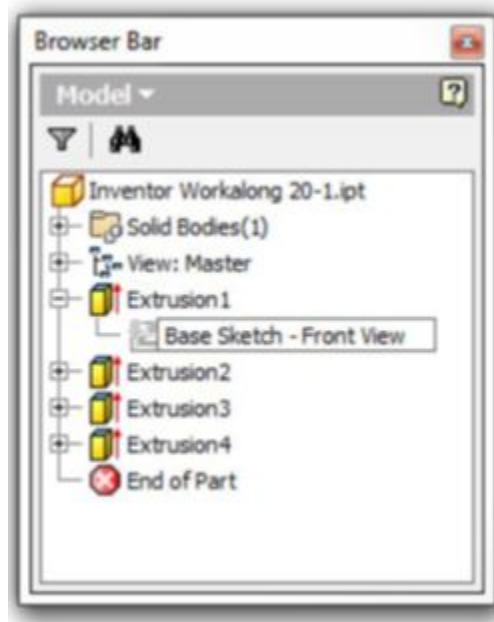 Browser Bar
Model
Inventor Workalong 20-1.ipt
Solid Bodies(1)
View: Master
Extrusion1
Base Sketch - Front View
Extrusion2
Extrusion3
Extrusion4
End of Part